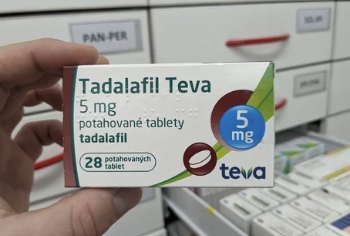 PAN-PER
Tadalafil Teva
5 mg
potahované tablety
tadalafil
5
mg
28 potahovaných
tablet
teva